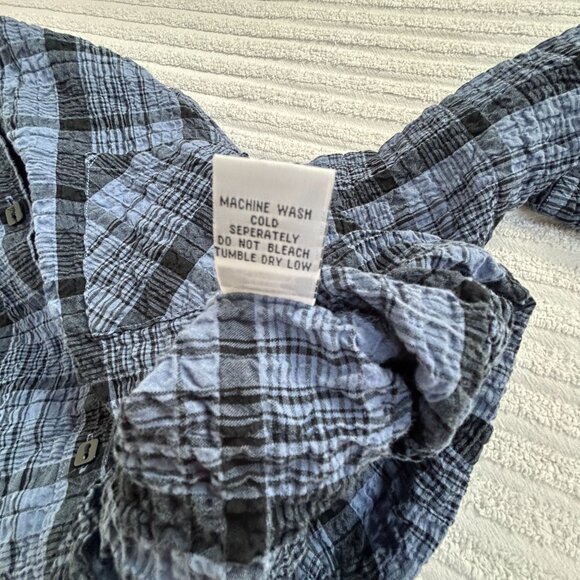 MACHINE WASH
COLD
SEPERATELY
DO NOT BLEACH
TUMBLE DRY LOW